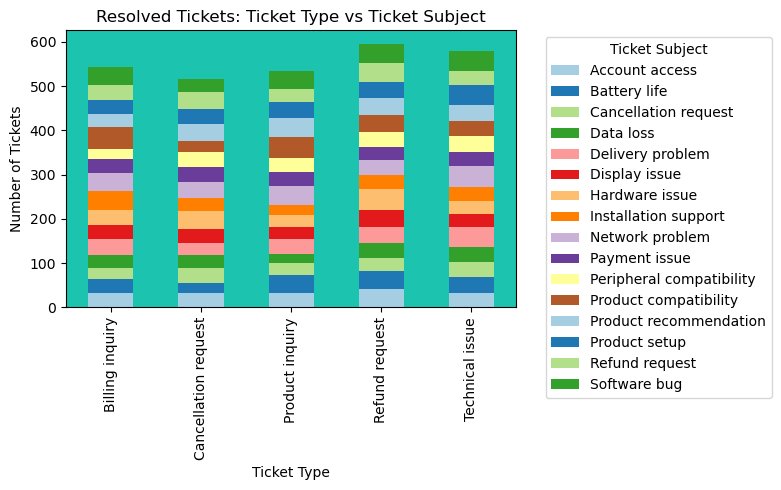 Resolved Tickets: Ticket Type vs Ticket Subject
Number of Tickets
600
500
400
300
200
100
0
Billing inquiry
Cancellation request
Product inquiry
Refund request
Technical issue
Ticket Type
Ticket Subject
Account access
Battery life
Cancellation request
Data loss
Delivery problem
Display issue
Hardware issue
Installation support
Network problem
Payment issue
Peripheral compatibility
Product compatibility
Product recommendation
Product setup
Refund request
Software bug